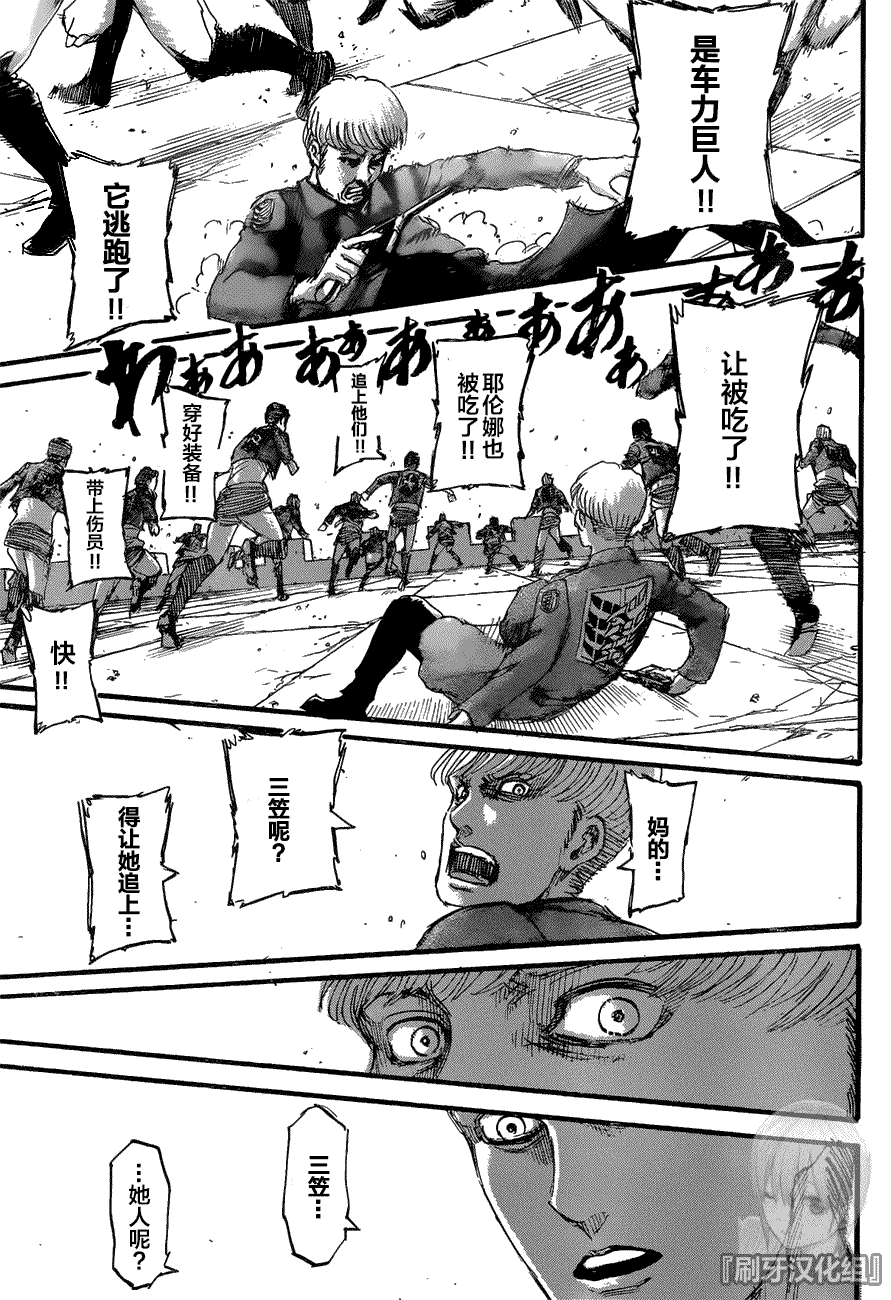 是车力巨人!!
它逃跑了!!
あ
あ
あ
あ
あ
あ
あ
あ
あ
あ
让被吃了!!
耶伦娜也
被吃了!!
追上他们!!
穿好装备!!
带上伤员!!
快!!
妈的…
三笠呢?
得让她追上…
三笠…
…她人呢?
『刷牙汉化组』